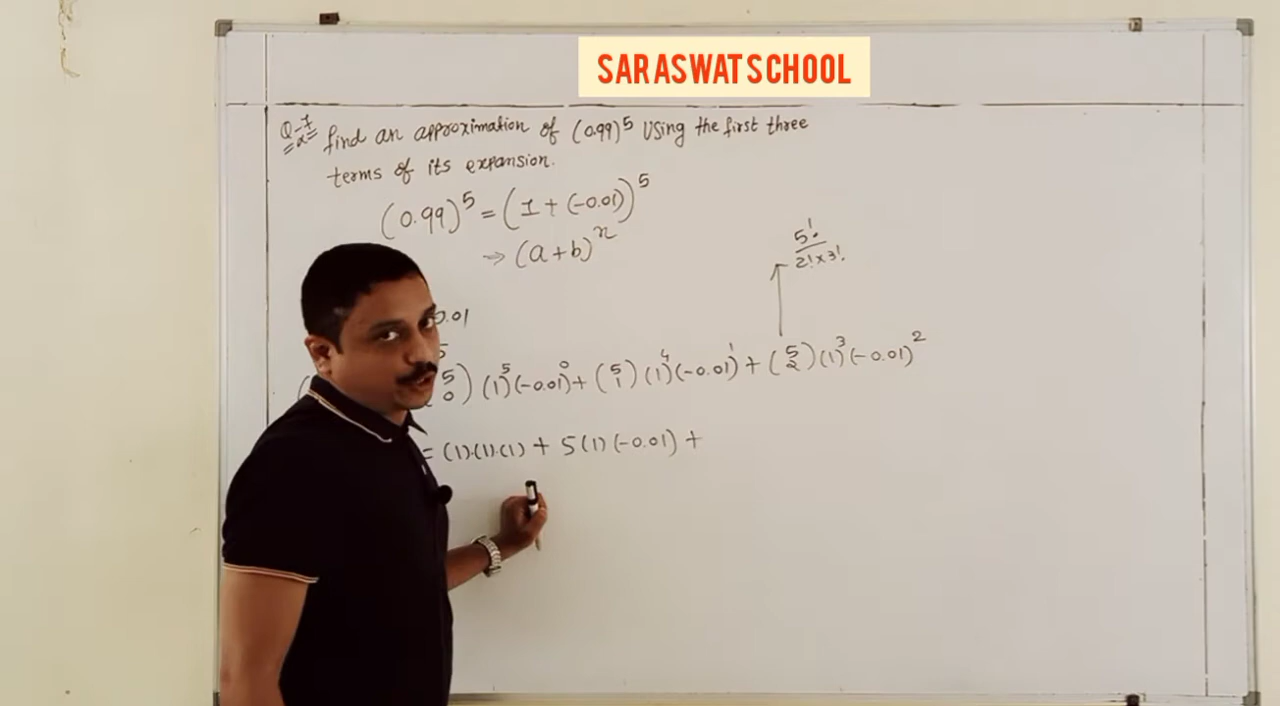 SARASWAT SCHOOL
Q-7 find an approximation of (0.99)⁵ using the first three
terms of its expansion.
(0.99)⁵ = (1 + (-0.01))⁵
⇒ (a+b)ⁿ
5!
2! × 3!
0.01
5
0) (1)⁵ (-0.01)⁰ + (5 1) (1)⁴ (-0.01)¹ + (5 2) (1)³ (-0.01)²
= (1)·(1)·(1) + 5(1)(-0.01) +